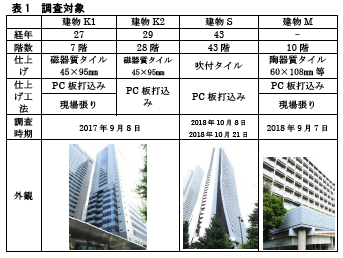 表1 調査対象
建物 K1 建物 K2 建物 S 建物 M
経年 27 29 43 -
階数 7 階 28 階 43 階 10 階
仕上げ 磁器質タイル 45×95㎜ 磁器質タイル 45×95㎜ 吹付タイル 陶器質タイル 60×108㎜ 等
仕上げ工法 PC 板打込み 現場張り PC 板打込み PC 板打込み PC 板打込み 現場張り
調査時期 2017 年 9 月 8 日 2018 年 10 月 8 日 2018 年 10 月 21 日 2018 年 9 月 7 日
外観